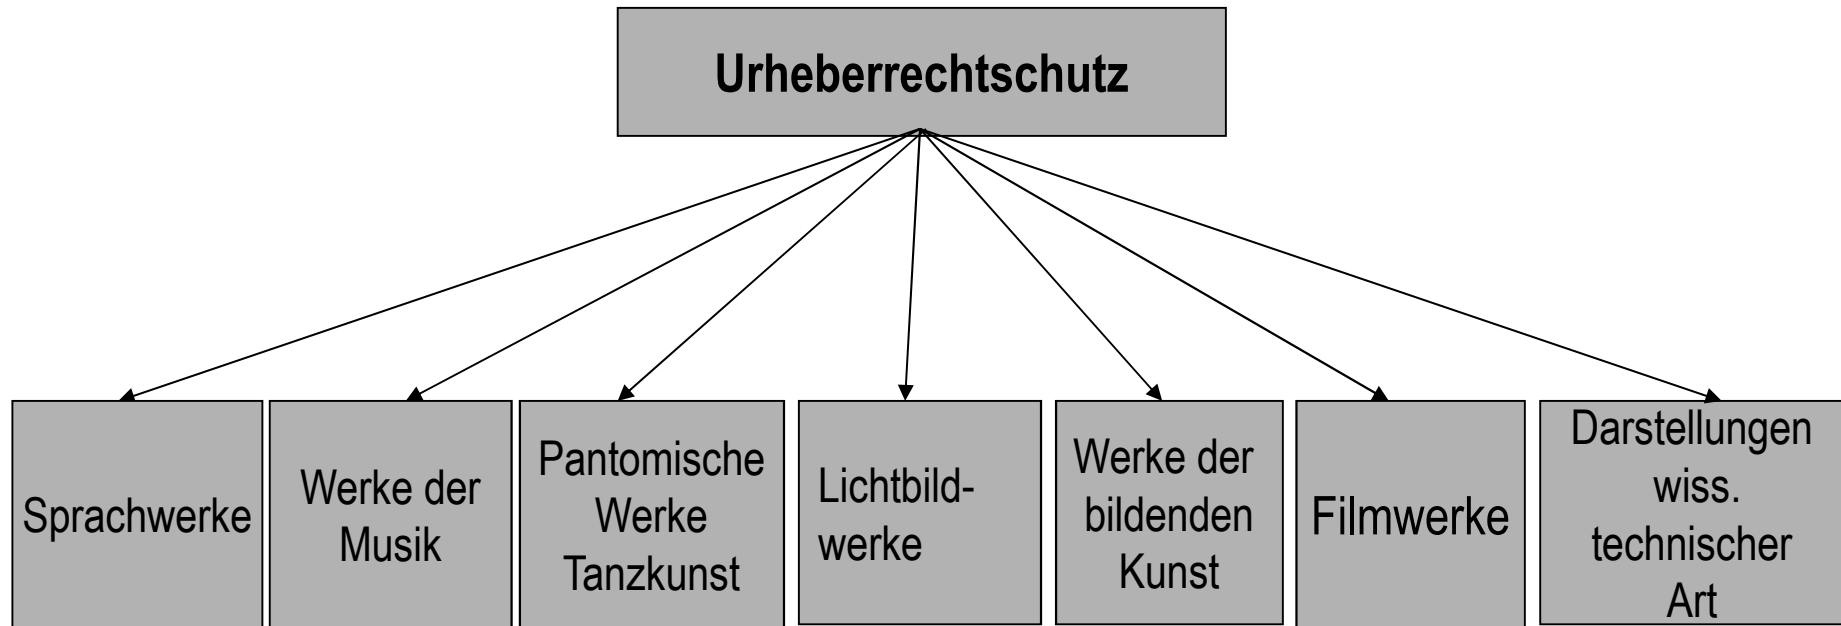 Urheberrechtschutz
Sprachwerke
Werke der
Musik
Pantomische
Werke
Tanzkunst
Lichtbild-
werke
Werke der
bildenden
Kunst
Filmwerke
Darstellungen
wiss.
technischer
Art